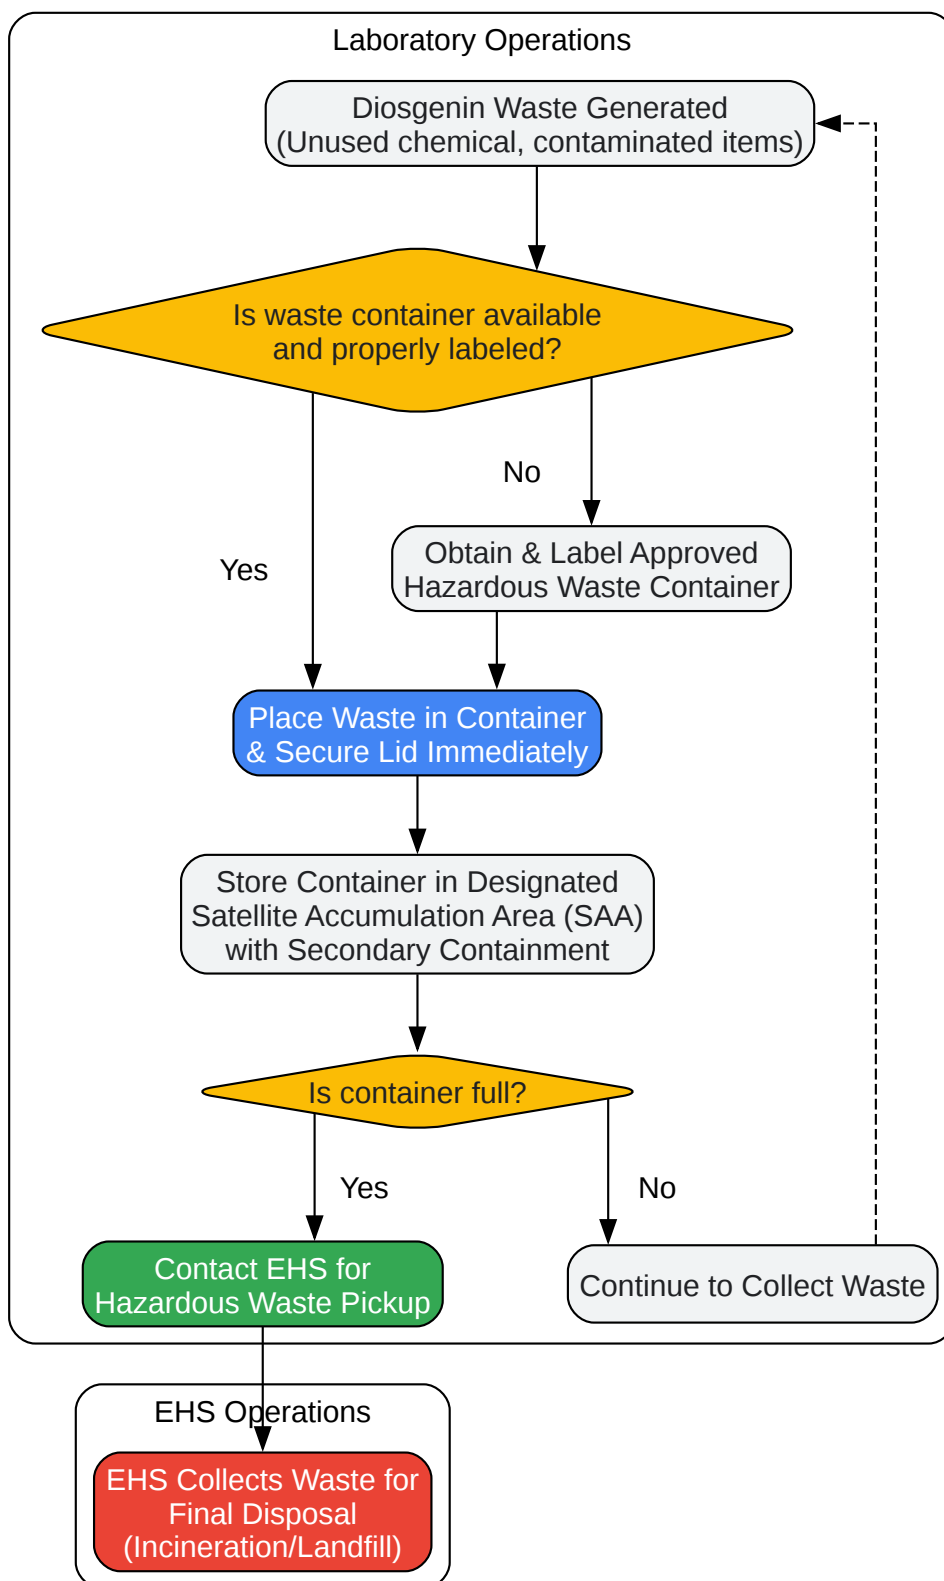 Laboratory Operations
Diosgenin Waste Generated
(Unused chemical, contaminated items)
Is waste container available
and properly labeled?
No
Yes
Obtain & Label Approved
Hazardous Waste Container
Place Waste in Container
& Secure Lid Immediately
Store Container in Designated
Satellite Accumulation Area (SAA)
with Secondary Containment
Is container full?
Yes
No
Contact EHS for
Hazardous Waste Pickup
Continue to Collect Waste
EHS Operations
EHS Collects Waste for
Final Disposal
(Incineration/Landfill)